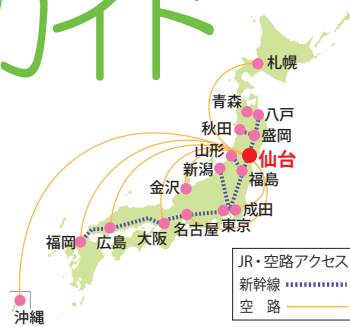 ガイド
札幌
青森
八戸
秋田
盛岡
山形
仙台
新潟
福島
金沢
成田
東京
名古屋
大阪
広島
福岡
沖縄
JR・空路アクセス
新幹線
空　路